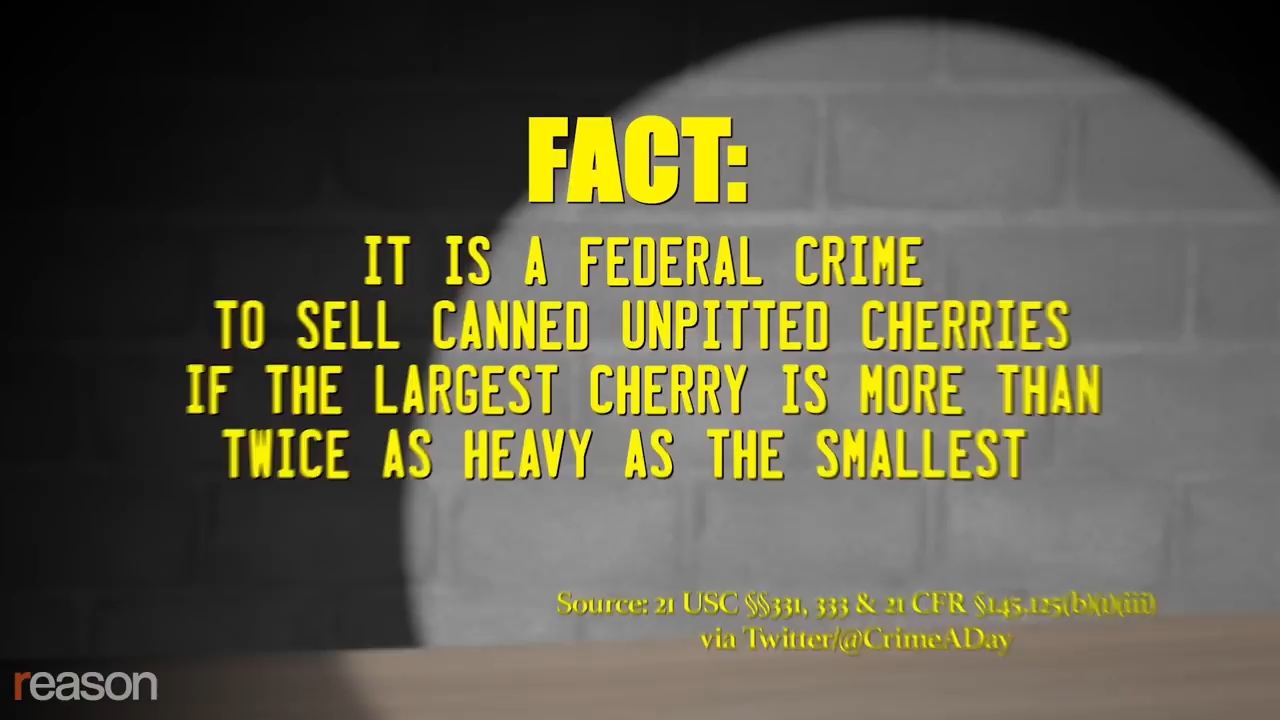 FACT:
IT IS A FEDERAL CRIME
TO SELL CANNED UNPITTED CHERRIES
IF THE LARGEST CHERRY IS MORE THAN
TWICE AS HEAVY AS THE SMALLEST
Source: 21 USC §§331, 333 & 21 CFR §145.125(b)(1)(iii)
via Twitter/@CrimeADay
reason